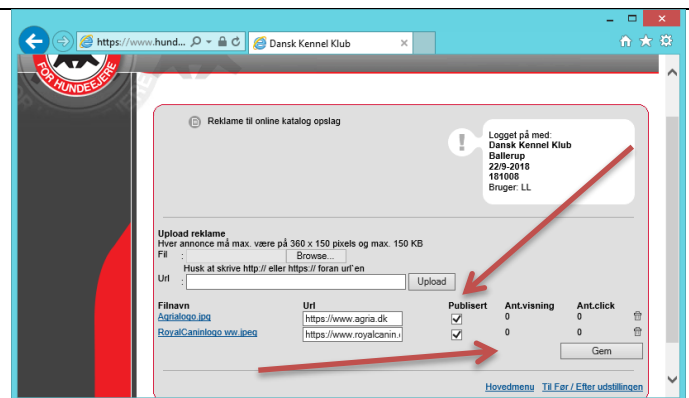 https://www.hund...
Dansk Kennel Klub
FOR HUNDEEJERE
Reklame til online katalog opslag
!
Logget på med:
Dansk Kennel Klub
Ballerup
22/9-2018
181008
Bruger: LL
Upload reklame
Hver annonce må max. være på 360 x 150 pixels og max. 150 KB
Fil : Browse...
Husk at skrive http:// eller https:// foran url'en
Url : Upload
Filnavn Url Publisert Ant.visning Ant.click
Agrialogo.jpg https://www.agria.dk 0 0
RoyalCaninlogo ww.jpeg https://www.royalcanin. 0 0
Gem
Hovedmenu Til Før / Efter udstillingen